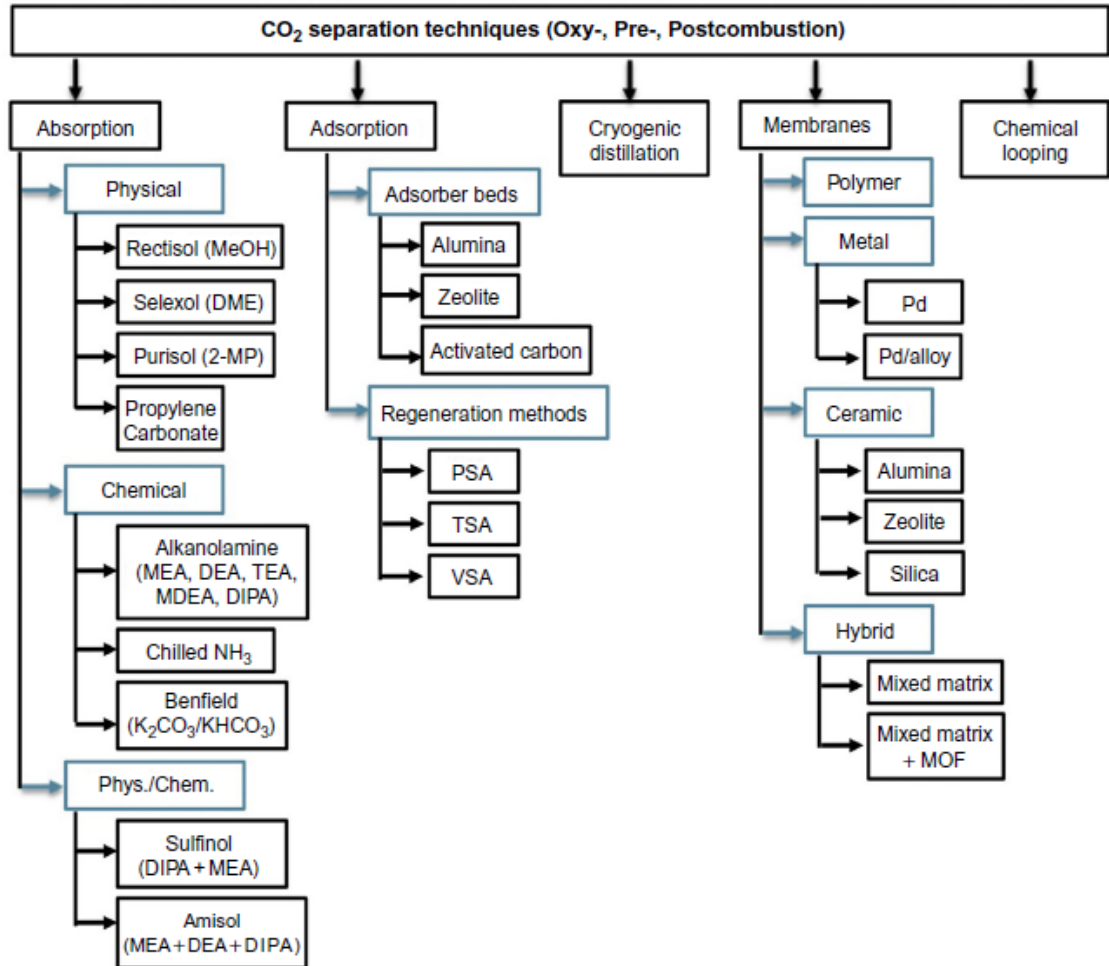 CO₂ separation techniques (Oxy-, Pre-, Postcombustion)
Absorption
Physical
Rectisol (MeOH)
Selexol (DME)
Purisol (2-MP)
Propylene
Carbonate
Chemical
Alkanolamine
(MEA, DEA, TEA,
MDEA, DIPA)
Chilled NH₃
Benfield
(K₂CO₃/KHCO₃)
Phys./Chem.
Sulfinol
(DIPA + MEA)
Amisol
(MEA+DEA+DIPA)
Adsorption
Adsorber beds
Alumina
Zeolite
Activated carbon
Regeneration methods
PSA
TSA
VSA
Cryogenic
distillation
Membranes
Polymer
Metal
Pd
Pd/alloy
Ceramic
Alumina
Zeolite
Silica
Hybrid
Mixed matrix
Mixed matrix
+ MOF
Chemical
looping